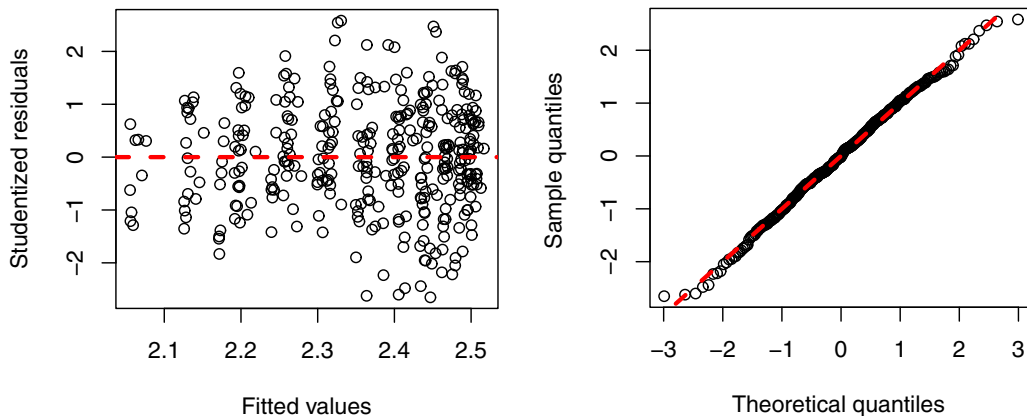 Studentized residuals
2
1
0
−1
−2
2.1 2.2 2.3 2.4 2.5
Fitted values
Sample quantiles
2
1
0
−1
−2
−3 −2 −1 0 1 2 3
Theoretical quantiles